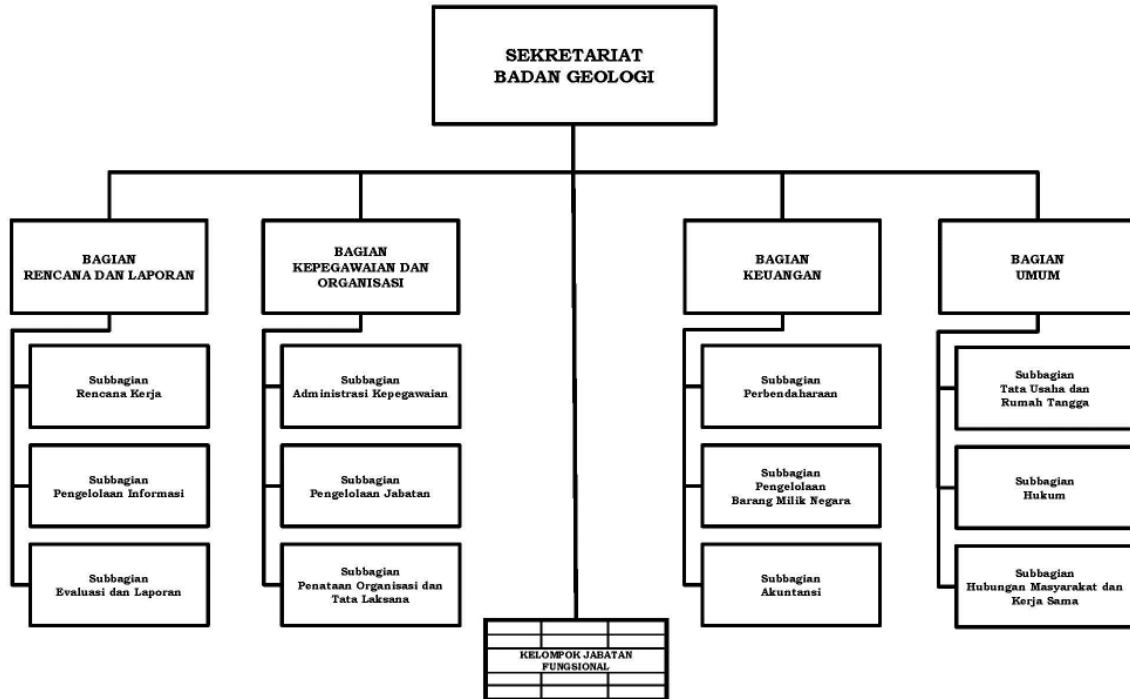 SEKRETARIAT
BADAN GEOLOGI
BAGIAN
RENCANA DAN LAPORAN
BAGIAN
KEPEGAWAIAN DAN
ORGANISASI
BAGIAN
KEUANGAN
BAGIAN
UMUM
Subbagian
Rencana Kerja
Subbagian
Administrasi Kepegawaian
Subbagian
Perbendaharaan
Subbagian
Tata Usaha dan
Rumah Tangga
Subbagian
Pengelolaan Informasi
Subbagian
Pengelolaan Jabatan
Subbagian
Pengelolaan
Barang Milik Negara
Subbagian
Hukum
Subbagian
Evaluasi dan Laporan
Subbagian
Penataan Organisasi dan
Tata Laksana
Subbagian
Akuntansi
Subbagian
Hubungan Masyarakat dan
Kerja Sama
KELOMPOK JABATAN
FUNGSIONAL